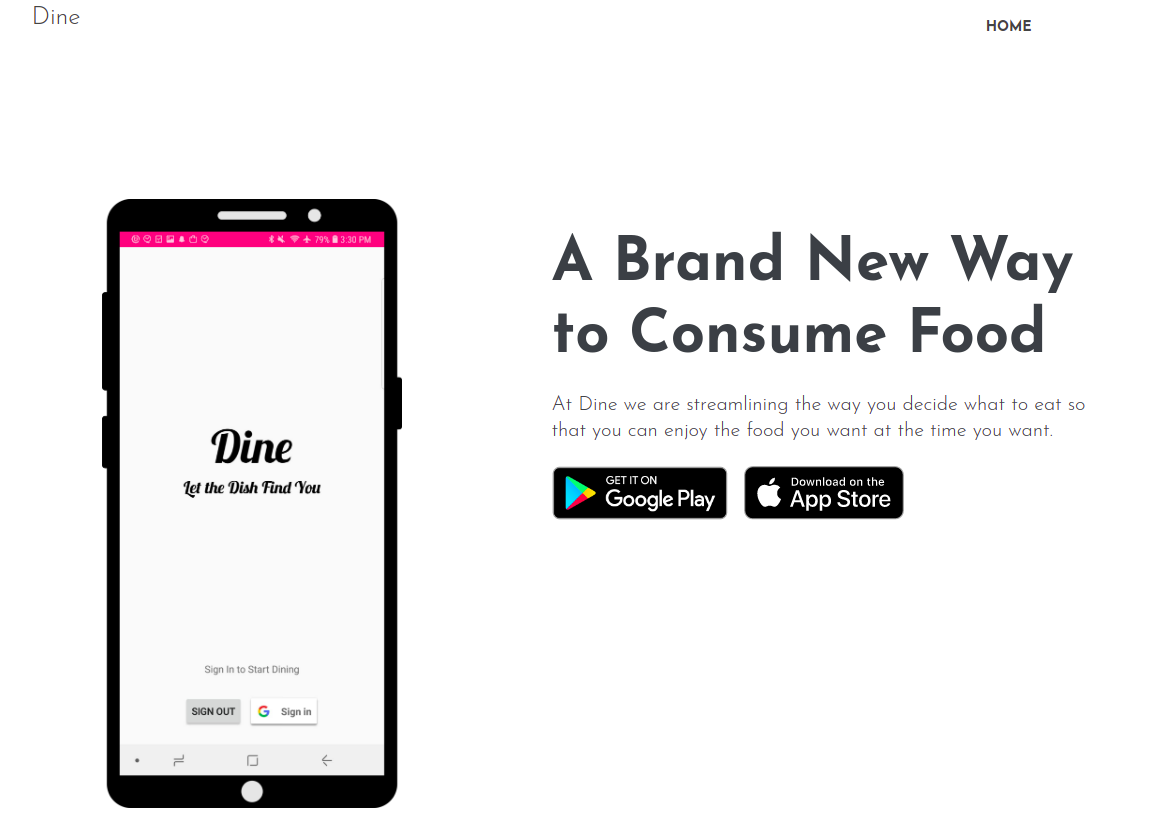 Dine
HOME
79% 3:30 PM
Dine
Let the Dish Find You
Sign In to Start Dining
SIGN OUT
G Sign in
A Brand New Way
to Consume Food
At Dine we are streamlining the way you decide what to eat so
that you can enjoy the food you want at the time you want.
GET IT ON
Google Play
Download on the
App Store